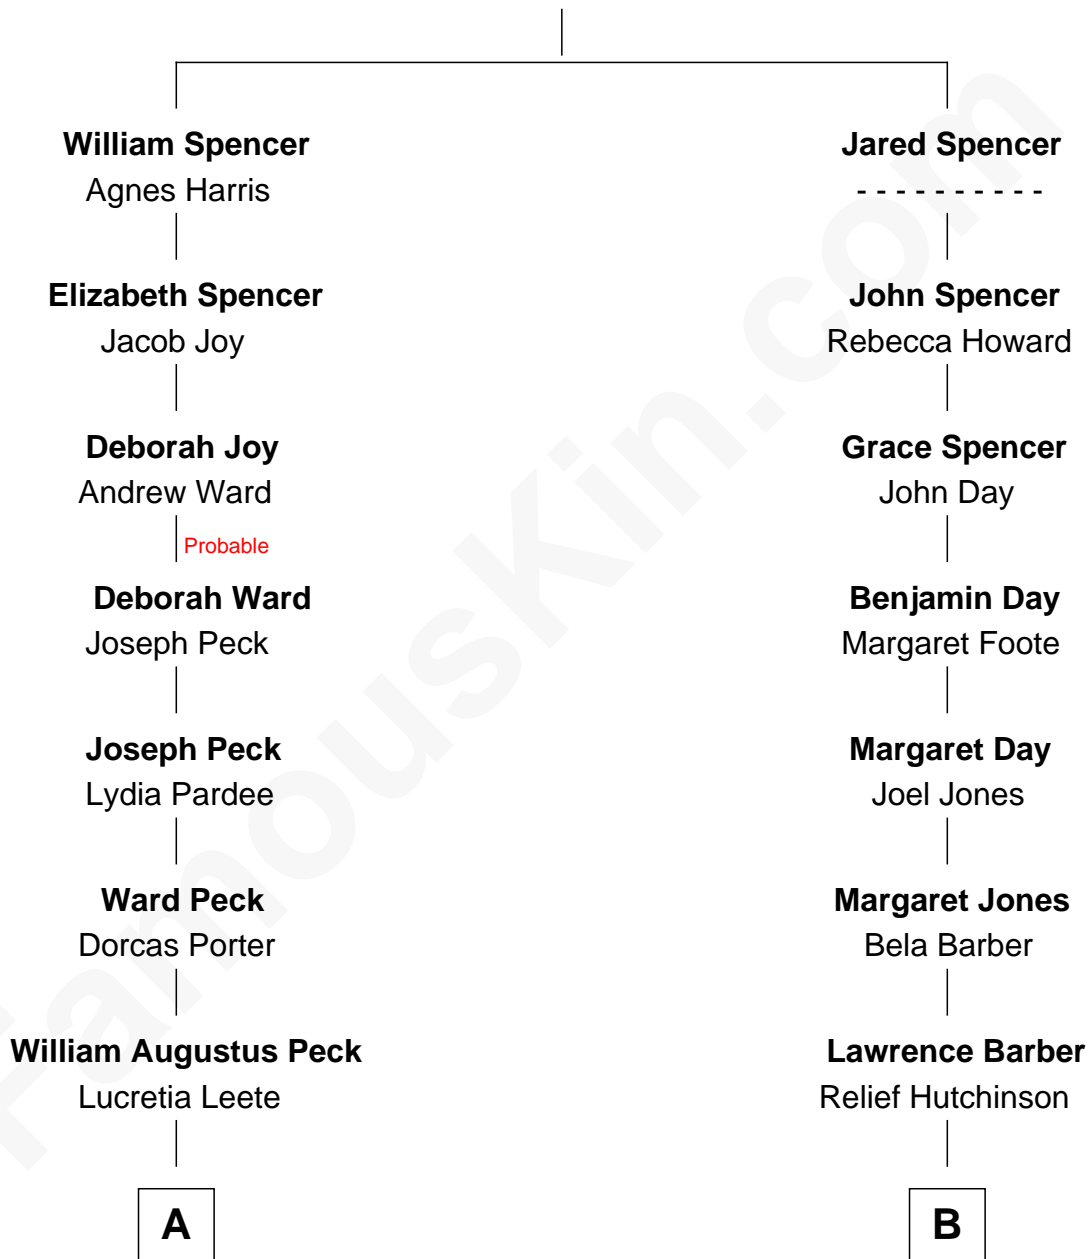 William Spencer
Agnes Harris
Jared Spencer
- - - - - - - - - -
Elizabeth Spencer
Jacob Joy
John Spencer
Rebecca Howard
Deborah Joy
Andrew Ward
Grace Spencer
John Day
Probable
Deborah Ward
Joseph Peck
Benjamin Day
Margaret Foote
Joseph Peck
Lydia Pardee
Margaret Day
Joel Jones
Ward Peck
Dorcas Porter
Margaret Jones
Bela Barber
William Augustus Peck
Lucretia Leete
Lawrence Barber
Relief Hutchinson
A
B
FamousKin.com